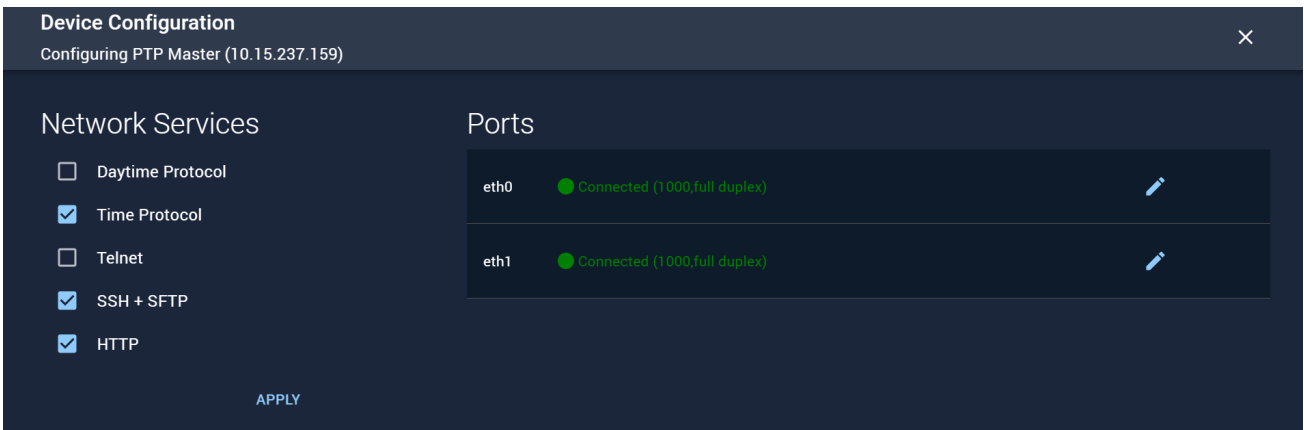 Device Configuration
Configuring PTP Master (10.15.237.159)
Network Services
Daytime Protocol
Time Protocol
Telnet
SSH + SFTP
HTTP
APPLY
Ports
eth0 Connected (1000,full duplex)
eth1 Connected (1000,full duplex)